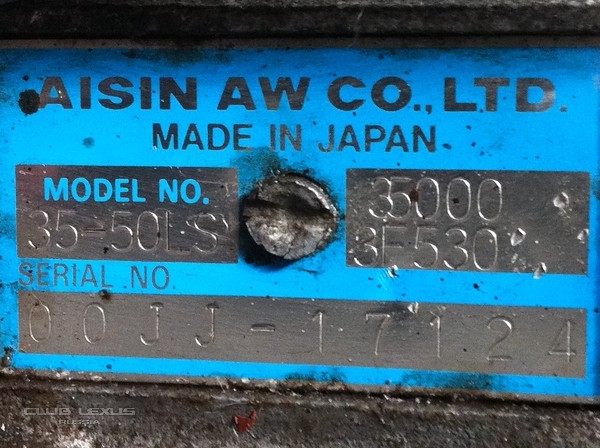 AISIN AW CO., LTD.
MADE IN JAPAN
MODEL NO.
35-50LS
35000
3F530
SERIAL NO.
00JJ-17124
CLUB LEXUS
RUSSIA